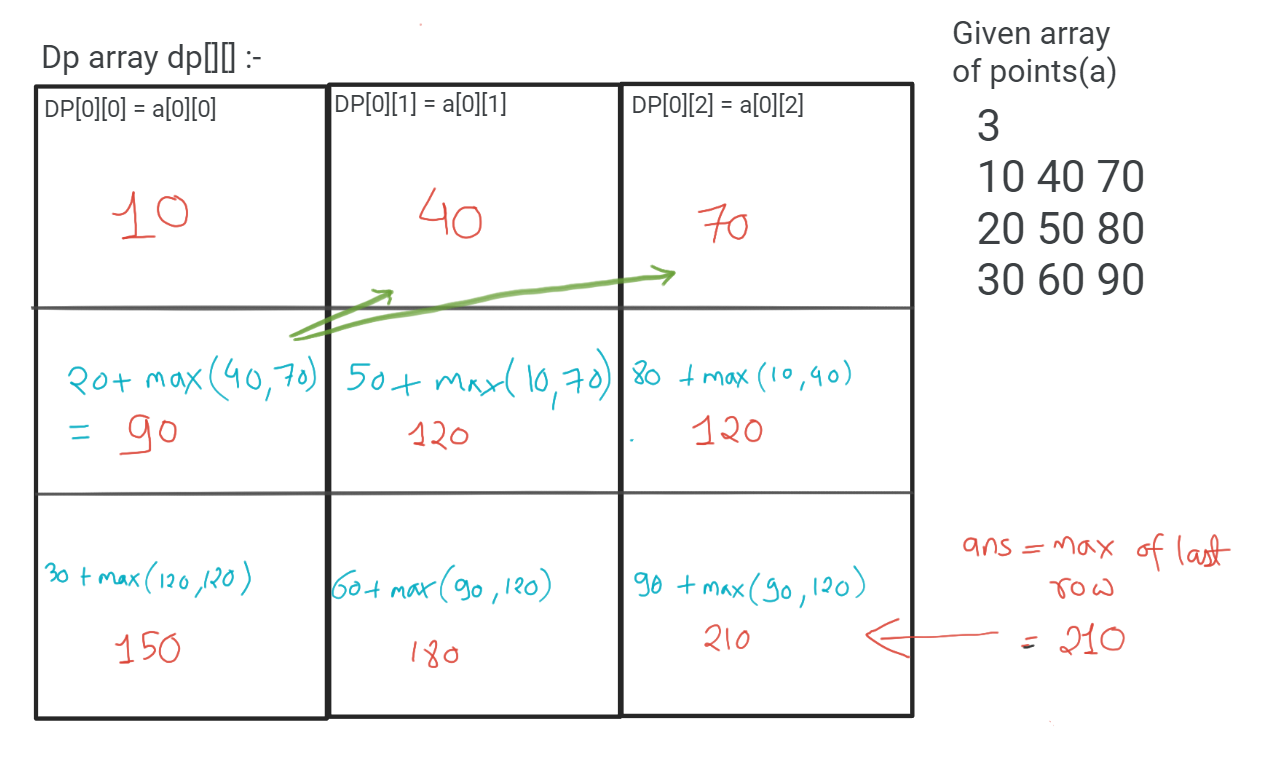 Dp array dp[][] :-
Given array
of points(a)
3
10 40 70
20 50 80
30 60 90
DP[0][0] = a[0][0]
DP[0][1] = a[0][1]
DP[0][2] = a[0][2]
10
40
70
20+ max(40,70)
= 90
50+ max(10,70)
120
80 + max(10,40)
120
30 + max(120,120)
150
60+ max(90,120)
180
90 + max(90,120)
210
ans = max of last
row
= 210